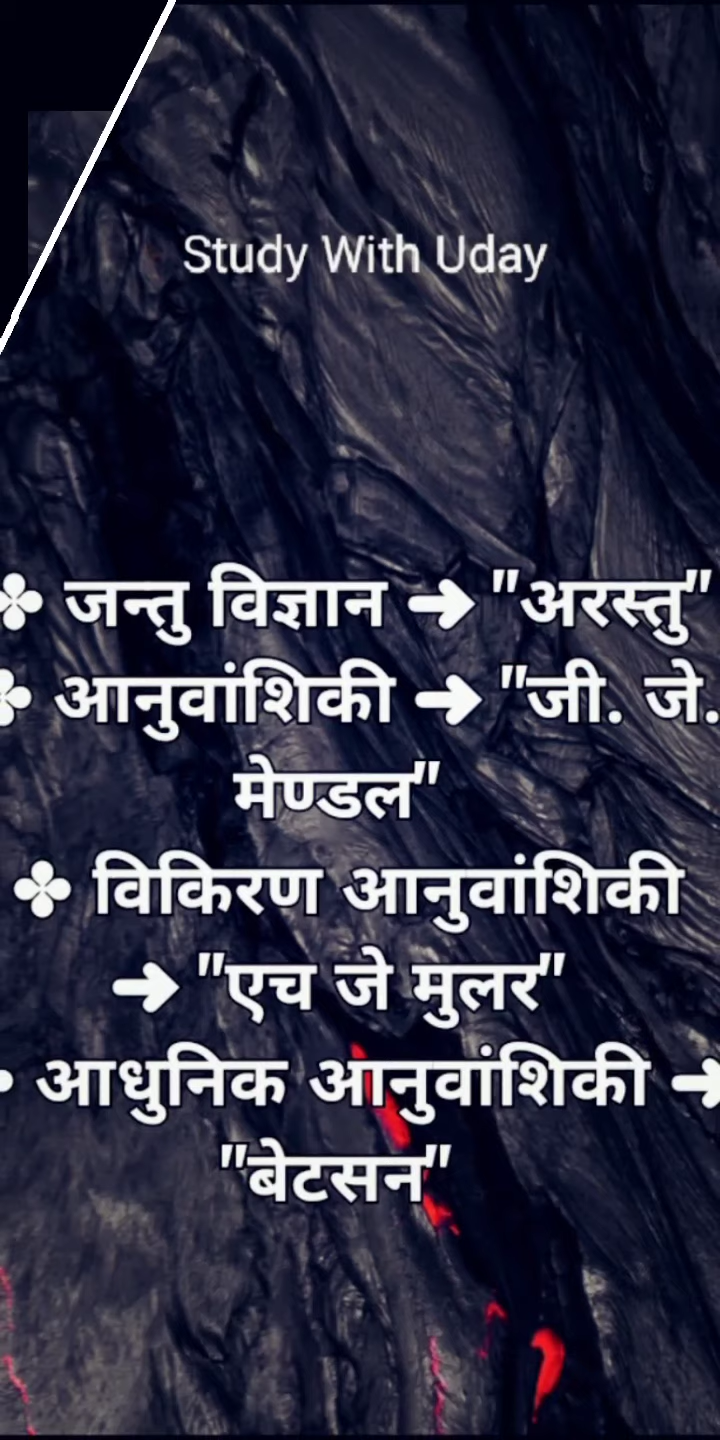 Study With Uday
✤ जन्तु विज्ञान ➜ "अरस्तु"
✤ आनुवांशिकी ➜ "जी. जे.
मेण्डल"
✤ विकिरण आनुवांशिकी
➜ "एच जे मुलर"
आधुनिक आनुवांशिकी ➜
"बेटसन"